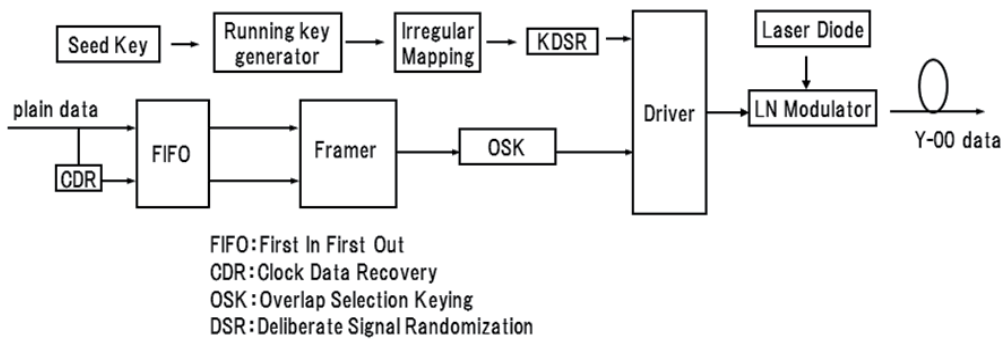 Seed Key
Running key
generator
Irregular
Mapping
KDSR
Driver
Laser Diode
LN Modulator
Y-00 data
plain data
CDR
FIFO
Framer
OSK
FIFO:First In First Out
CDR:Clock Data Recovery
OSK:Overlap Selection Keying
DSR:Deliberate Signal Randomization